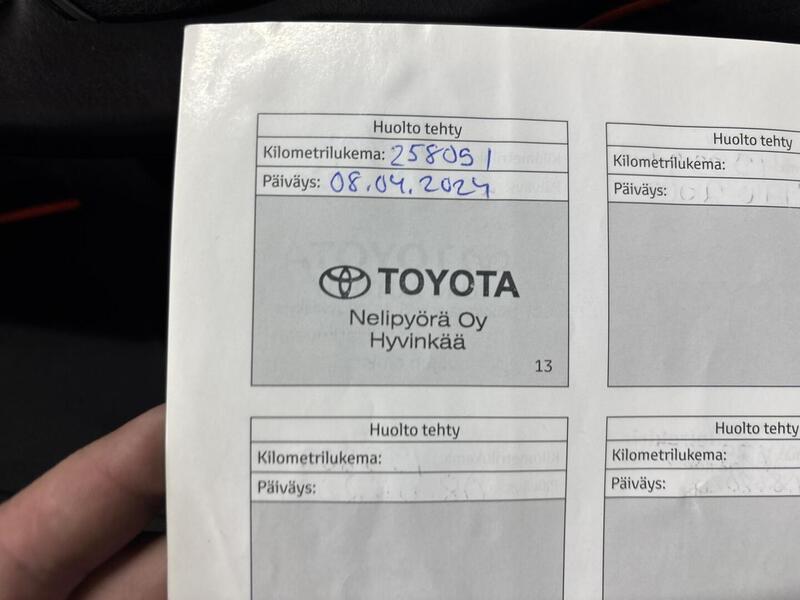 Huolto tehty
Kilometrilukema: 258051
Päiväys: 08.04.2024
TOYOTA
Nelipyörä Oy
Hyvinkää
13
Huolto tehty
Kilometrilukema:
Päiväys:
Huolto tehty
Kilometrilukema:
Päiväys:
Huolto tehty
Kilometrilukema:
Päiväys: